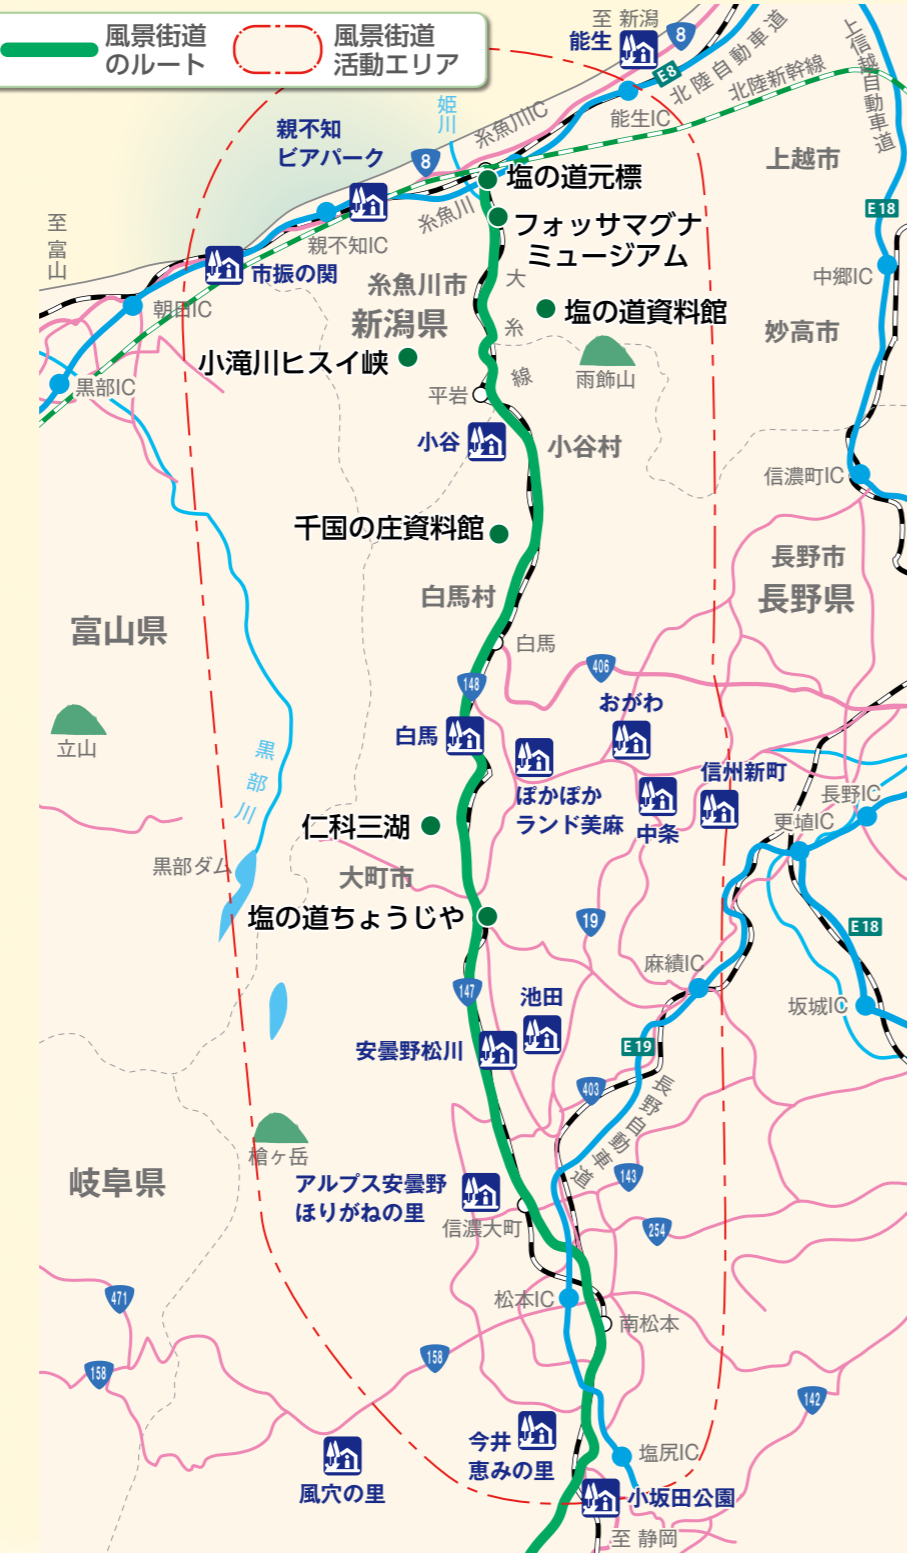 風景街道
のルート
風景街道
活動エリア
至 新潟
能生
8
E8
北陸自動車道
北陸新幹線
上信越自動車道
能生IC
姫川
糸魚川IC
親不知
ビアパーク
8
塩の道元標
上越市
E18
至 富山
糸魚川
フォッサマグナ
ミュージアム
親不知IC
市振の関
中郷IC
糸魚川市
大糸線
朝日IC
新潟県
塩の道資料館
妙高市
小滝川ヒスイ峡
雨飾山
黒部IC
平岩
小谷
小谷村
信濃町IC
千国の庄資料館
長野市
長野県
白馬村
富山県
白馬
406
148
おがわ
白馬
立山
黒部川
信州新町
ぽかぽか
ランド美麻
中条
長野IC
更埴IC
仁科三湖
黒部ダム
大町市
塩の道ちょうじや
19
E18
麻績IC
147
池田
坂城IC
安曇野松川
E19
403
長野自動車道
槍ヶ岳
143
岐阜県
アルプス安曇野
ほりがねの里
信濃大町
254
471
松本IC
南松本
158
158
142
今井
恵みの里
塩尻IC
風穴の里
小坂田公園
至 静岡